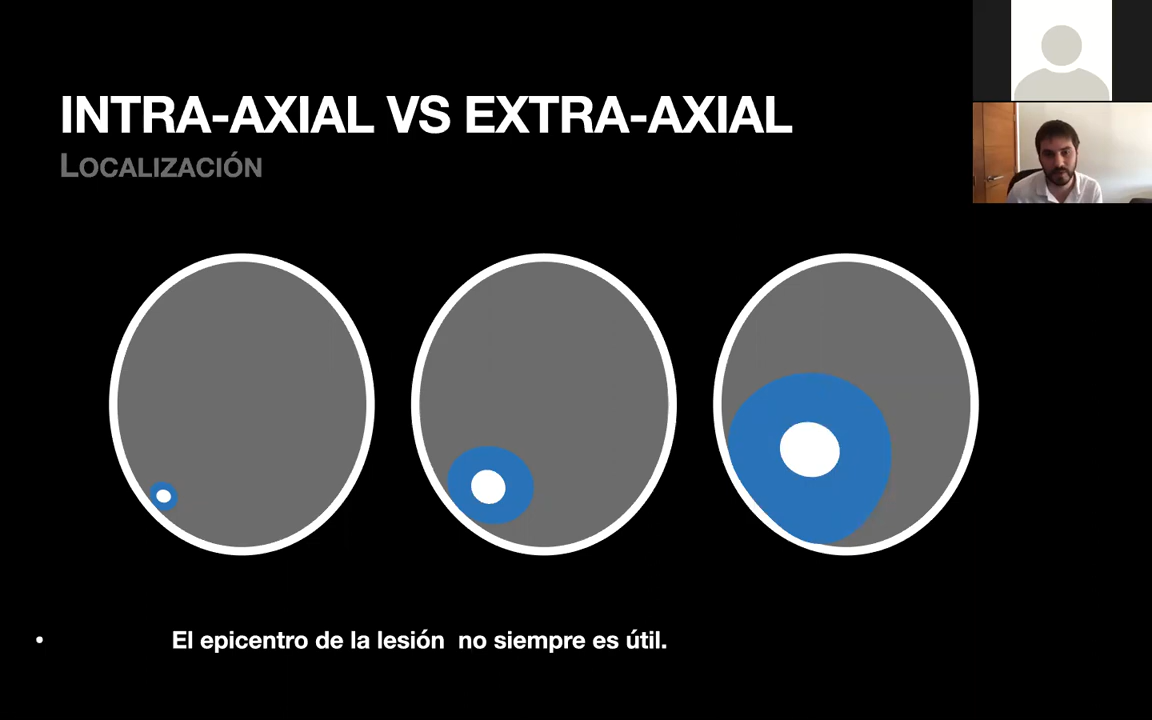 INTRA-AXIAL VS EXTRA-AXIAL
LOCALIZACIÓN
• El epicentro de la lesión no siempre es útil.